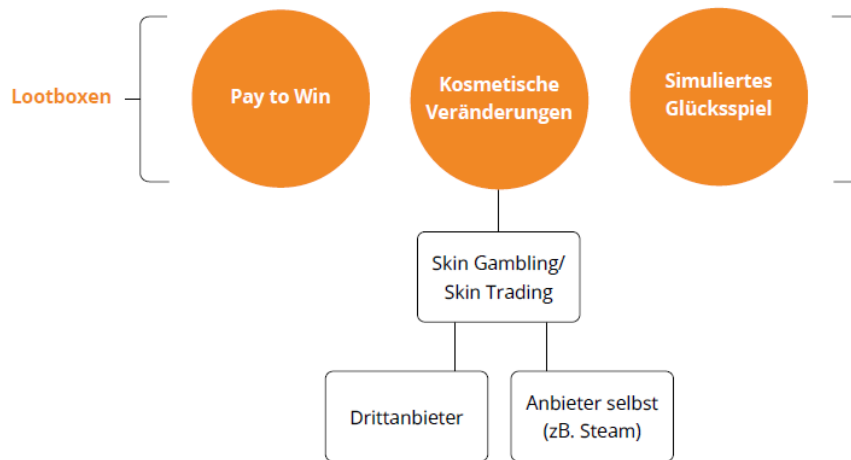 Lootboxen
Pay to Win
Kosmetische
Veränderungen
Simuliertes
Glücksspiel
Skin Gambling/
Skin Trading
Drittanbieter
Anbieter selbst
(zB. Steam)